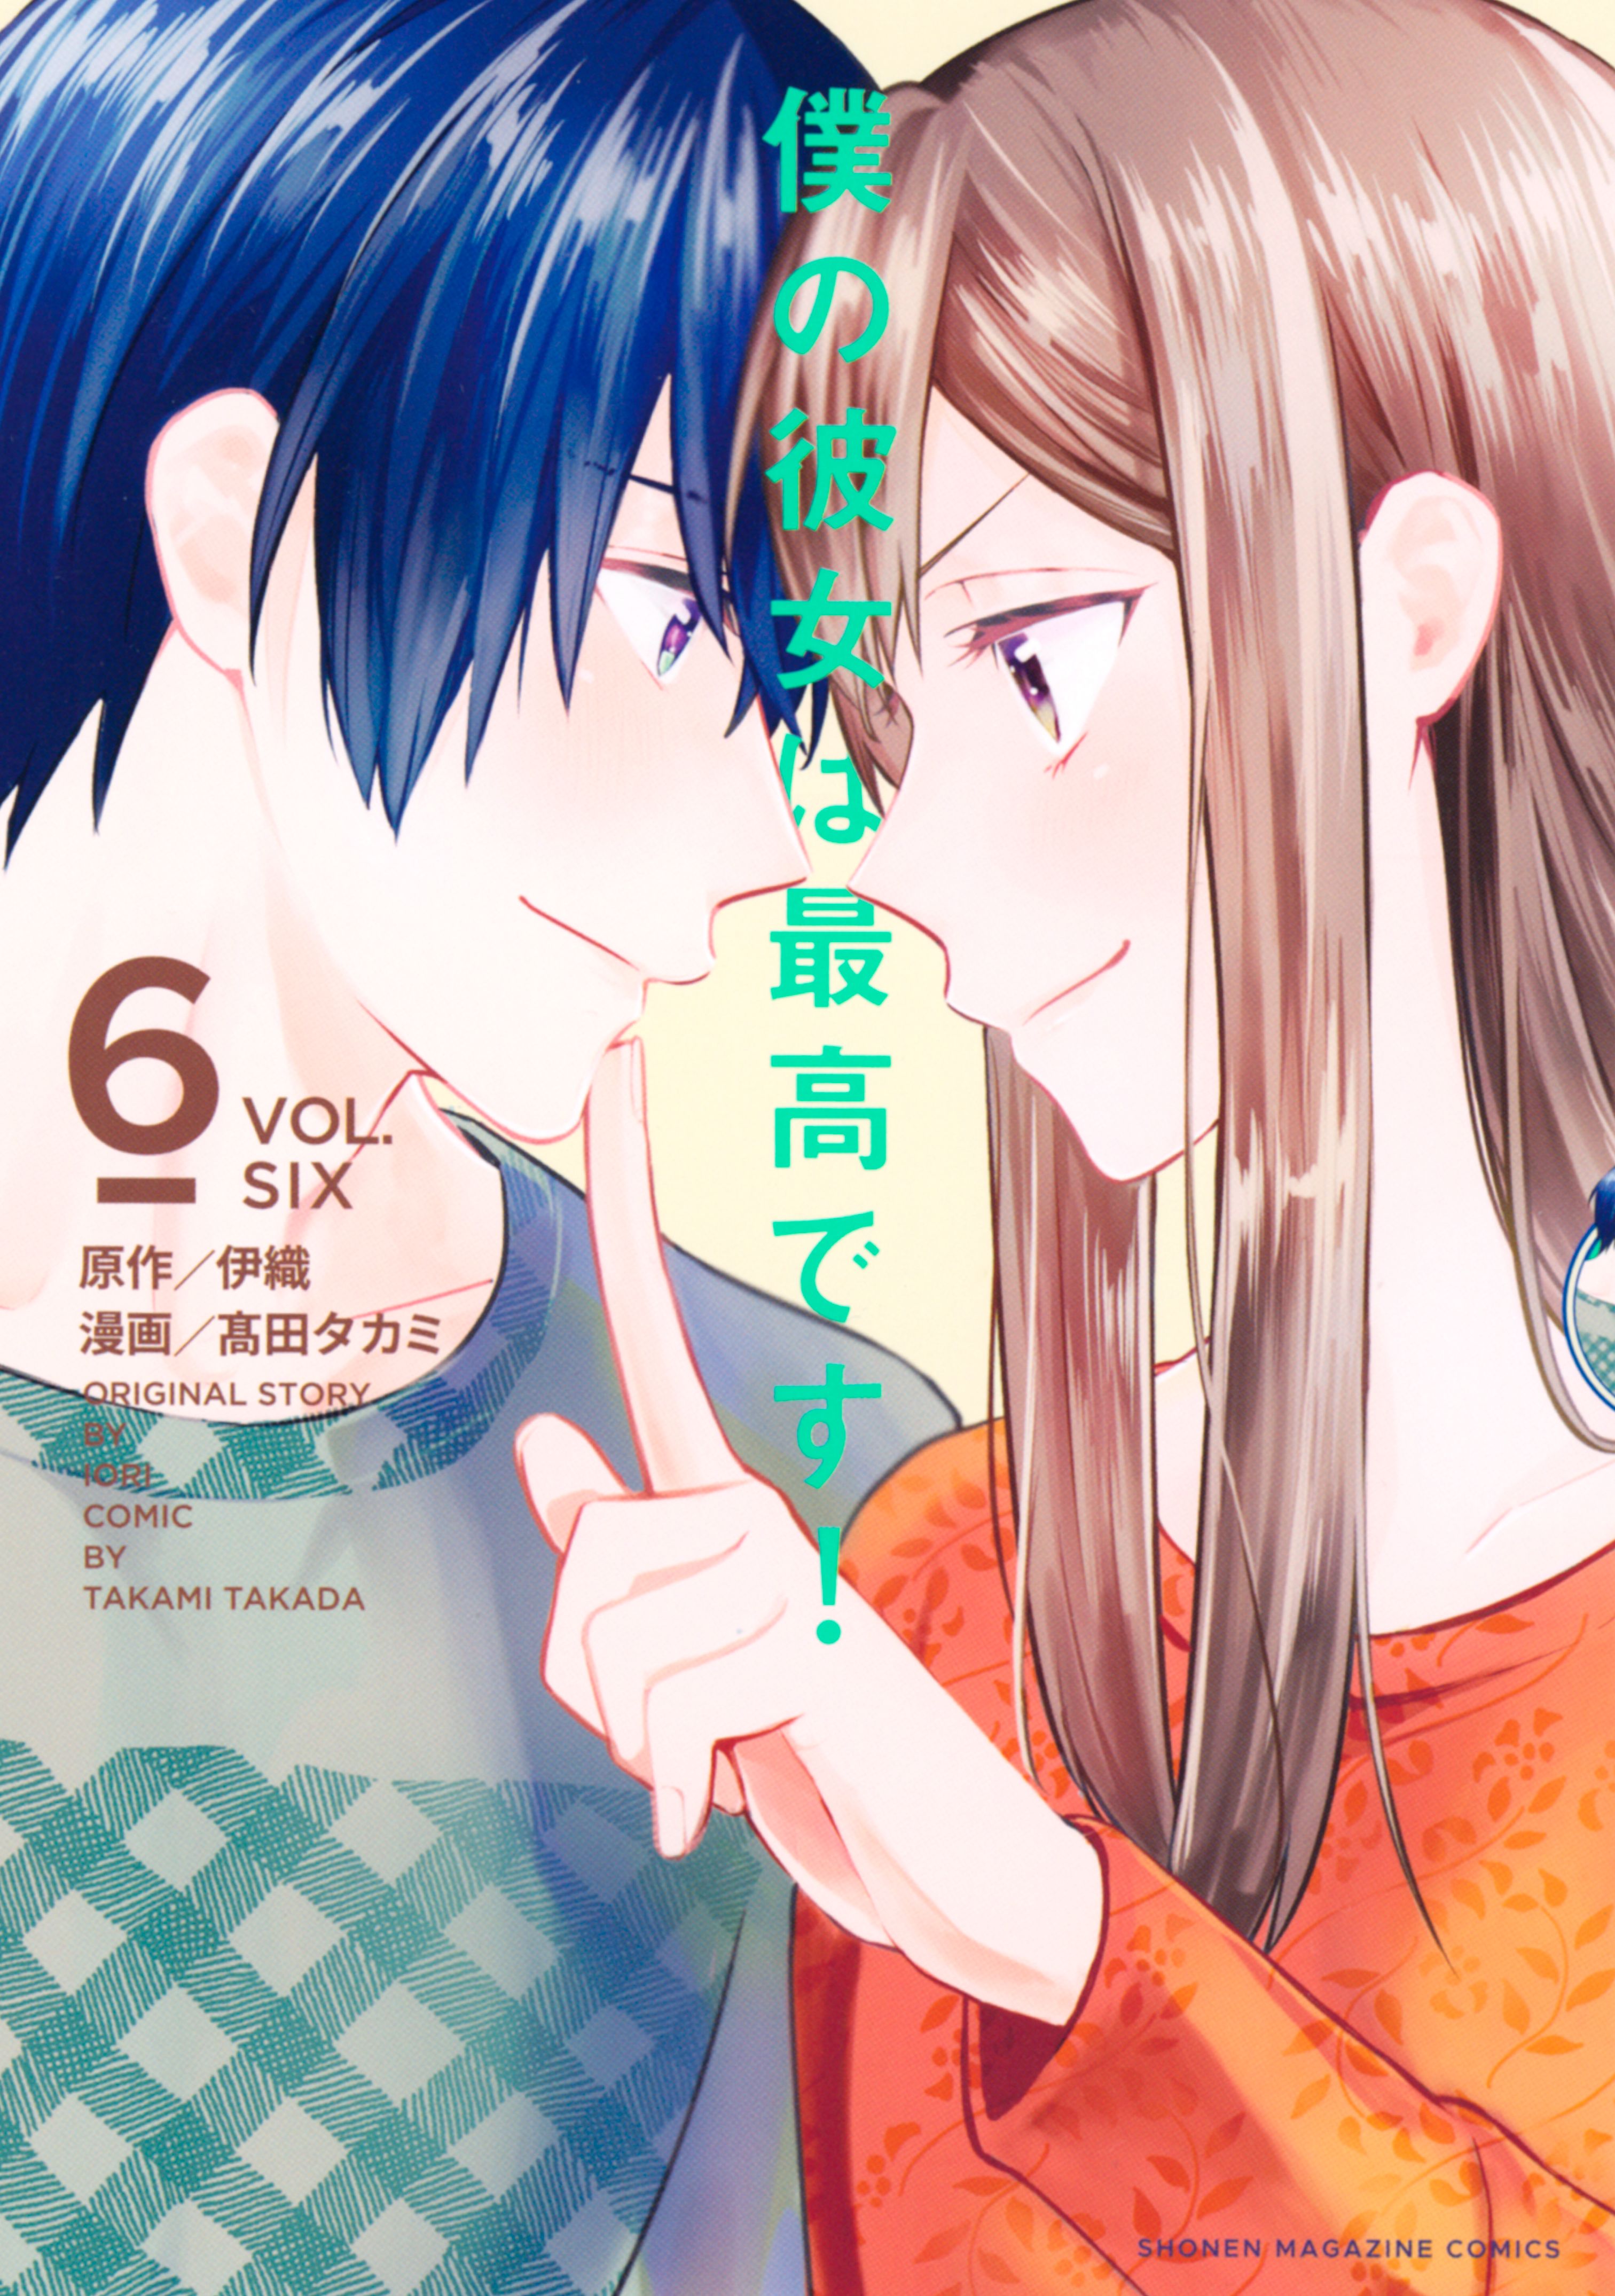 僕の彼女は最高です!
6
VOL.
SIX
原作/伊織
漫画/髙田タカミ
ORIGINAL STORY
BY
IORI
COMIC
BY
TAKAMI TAKADA
SHONEN MAGAZINE COMICS